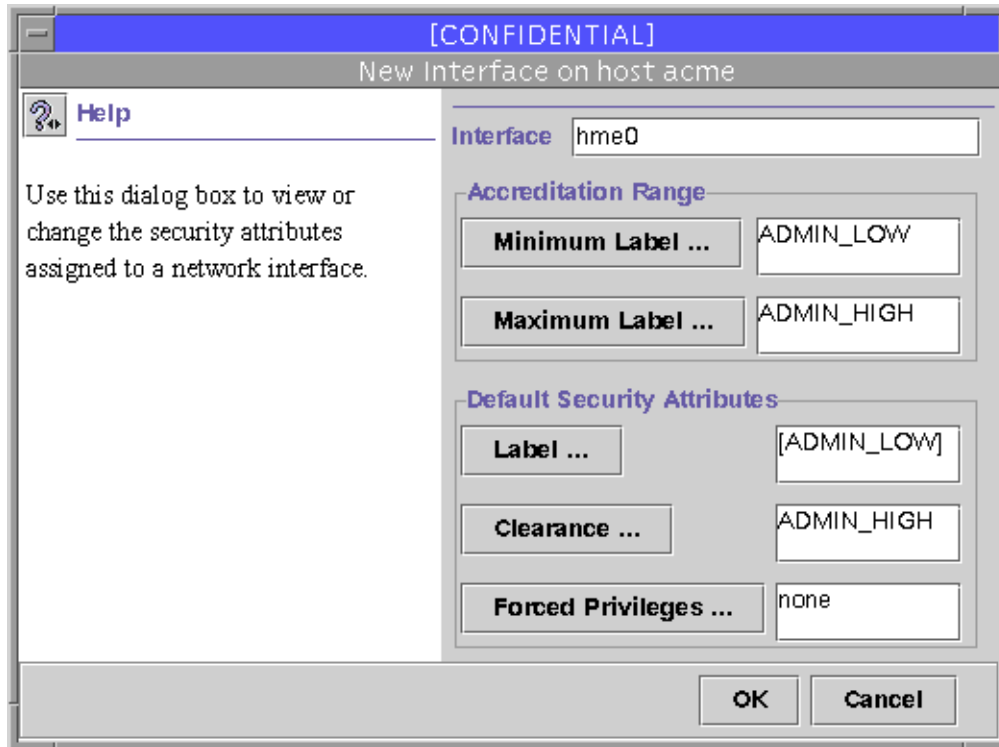 [CONFIDENTIAL]
New Interface on host acme
Help
Use this dialog box to view or
change the security attributes
assigned to a network interface.
Interface hme0
Accreditation Range
Minimum Label ... ADMIN_LOW
Maximum Label ... ADMIN_HIGH
Default Security Attributes
Label ... [ADMIN_LOW]
Clearance ... ADMIN_HIGH
Forced Privileges ... none
OK Cancel